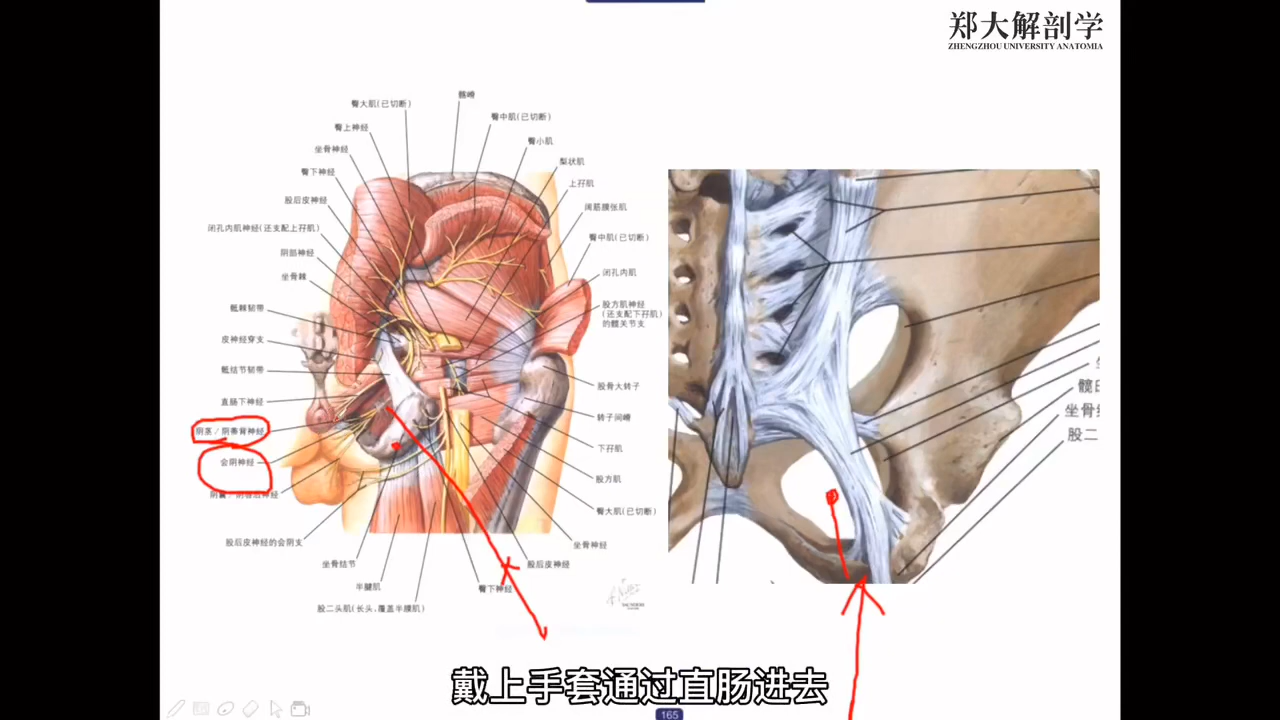 郑大解剖学
ZHENGZHOU UNIVERSITY ANATOMIA
髂嵴
臀大肌(已切断)
臀中肌(已切断)
臀上神经
臀小肌
坐骨神经
梨状肌
臀下神经
上孖肌
股后皮神经
阔筋膜张肌
闭孔内肌神经(还支配上孖肌)
臀中肌(已切断)
阴部神经
坐骨棘
闭孔内肌
骶棘韧带
股方肌神经
(还支配下孖肌)
的髋关节支
皮神经穿支
骶结节韧带
股骨大转子
直肠下神经
转子间嵴
阴茎/阴蒂背神经
下孖肌
会阴神经
股方肌
臀大肌(已切断)
股后皮神经的会阴支
坐骨神经
坐骨结节
股后皮神经
半腱肌
臀下神经
股二头肌(长头,覆盖半膜肌)
SAUNDERS
坐骨
股二
戴上手套通过直肠进去
165